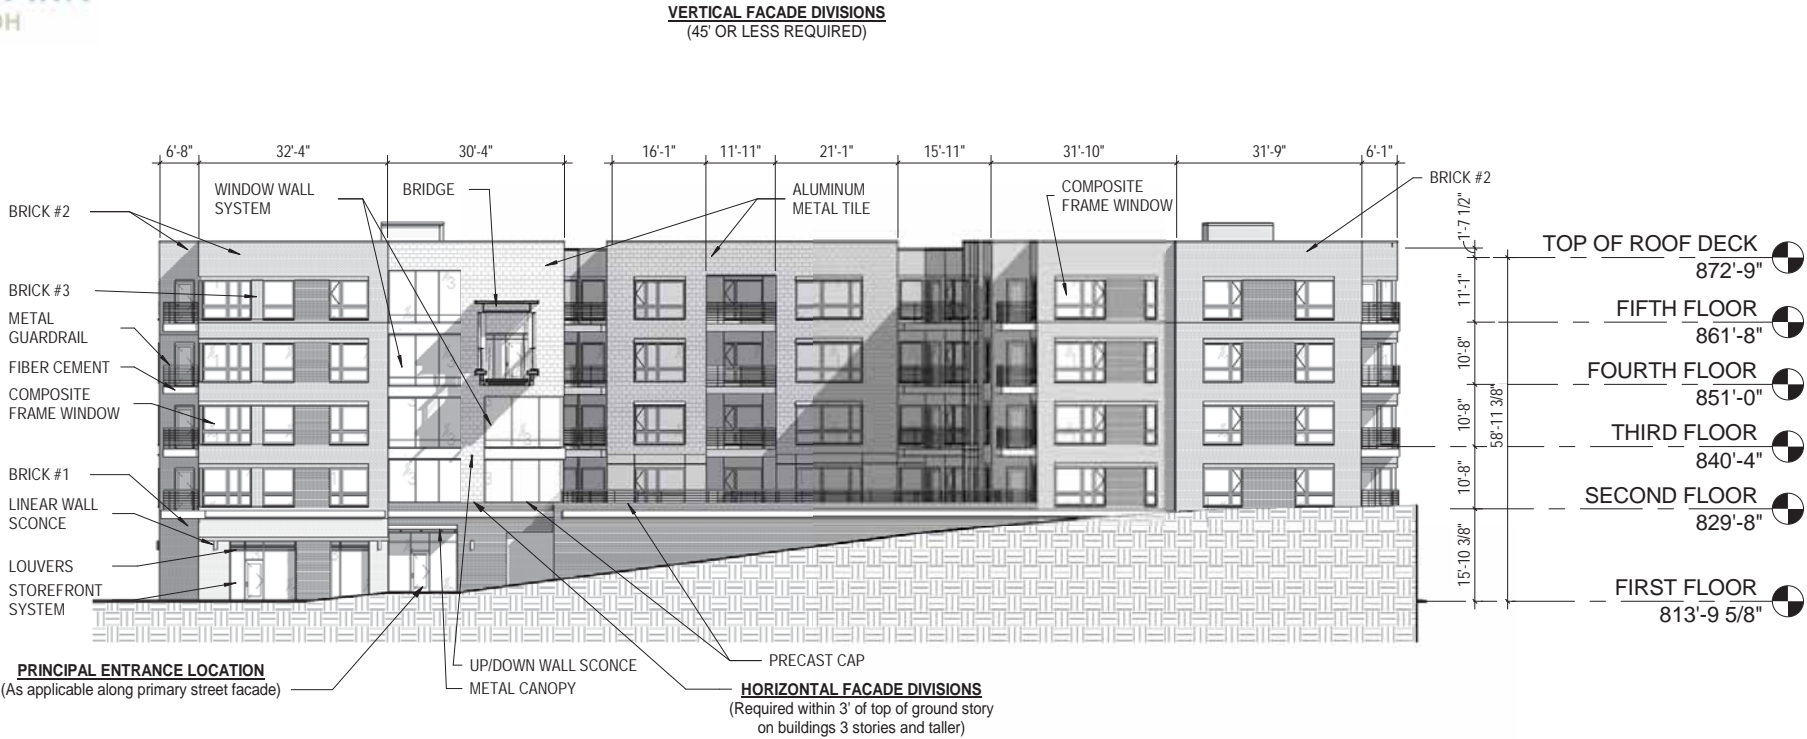 DH
VERTICAL FACADE DIVISIONS
(45' OR LESS REQUIRED)
6'-8"
32'-4"
30'-4"
16'-1"
11'-11"
21'-1"
15'-11"
31'-10"
31'-9"
6'-1"
BRICK #2
WINDOW WALL
SYSTEM
BRIDGE
ALUMINUM
METAL TILE
COMPOSITE
FRAME WINDOW
BRICK #2
BRICK #3
METAL
GUARDRAIL
FIBER CEMENT
COMPOSITE
FRAME WINDOW
BRICK #1
LINEAR WALL
SCONCE
LOUVERS
STOREFRONT
SYSTEM
1'-7 1/2"
11'-1"
10'-8"
10'-8"
10'-8"
15'-10 3/8"
58'-11 3/8"
TOP OF ROOF DECK
872'-9"
FIFTH FLOOR
861'-8"
FOURTH FLOOR
851'-0"
THIRD FLOOR
840'-4"
SECOND FLOOR
829'-8"
FIRST FLOOR
813'-9 5/8"
PRINCIPAL ENTRANCE LOCATION
(As applicable along primary street facade)
UP/DOWN WALL SCONCE
METAL CANOPY
PRECAST CAP
HORIZONTAL FACADE DIVISIONS
(Required within 3' of top of ground story
on buildings 3 stories and taller)